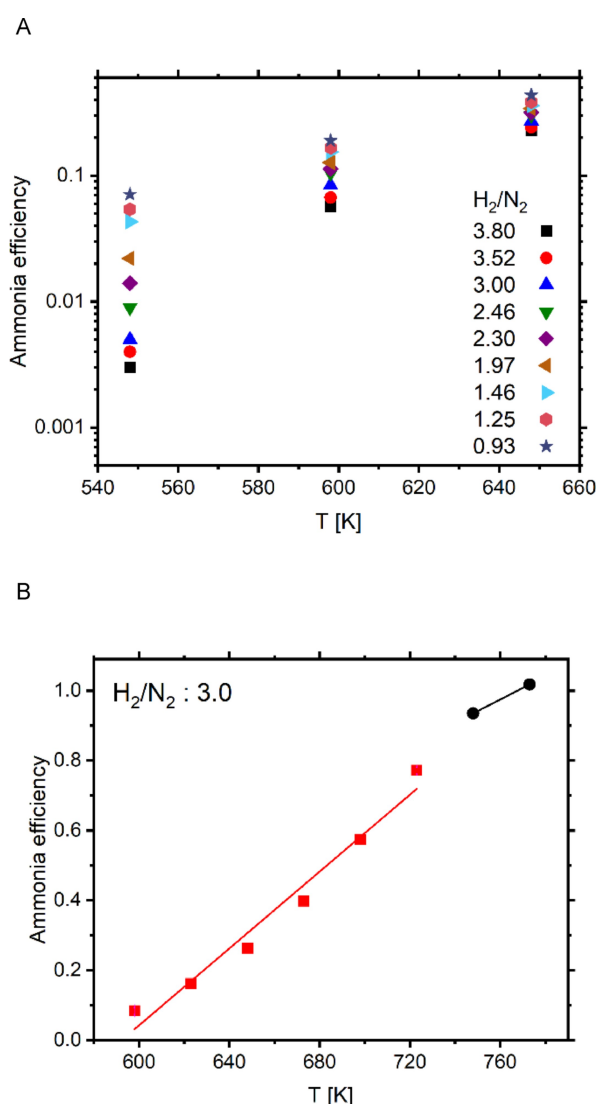 A
Ammonia efficiency
0.1
0.01
0.001
H₂/N₂
3.80
3.52
3.00
2.46
2.30
1.97
1.46
1.25
0.93
540 560 580 600 620 640 660
T [K]
B
H₂/N₂ : 3.0
Ammonia efficiency
1.0
0.8
0.6
0.4
0.2
0.0
600 640 680 720 760
T [K]